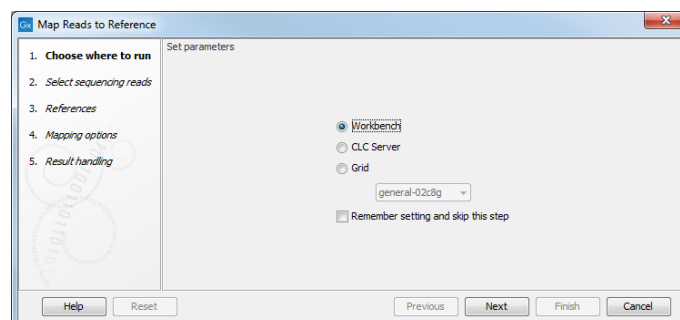 Gx Map Reads to Reference
1. Choose where to run
2. Select sequencing reads
3. References
4. Mapping options
5. Result handling
Set parameters
Workbench
CLC Server
Grid
general-02c8g
Remember setting and skip this step
Help
Reset
Previous
Next
Finish
Cancel